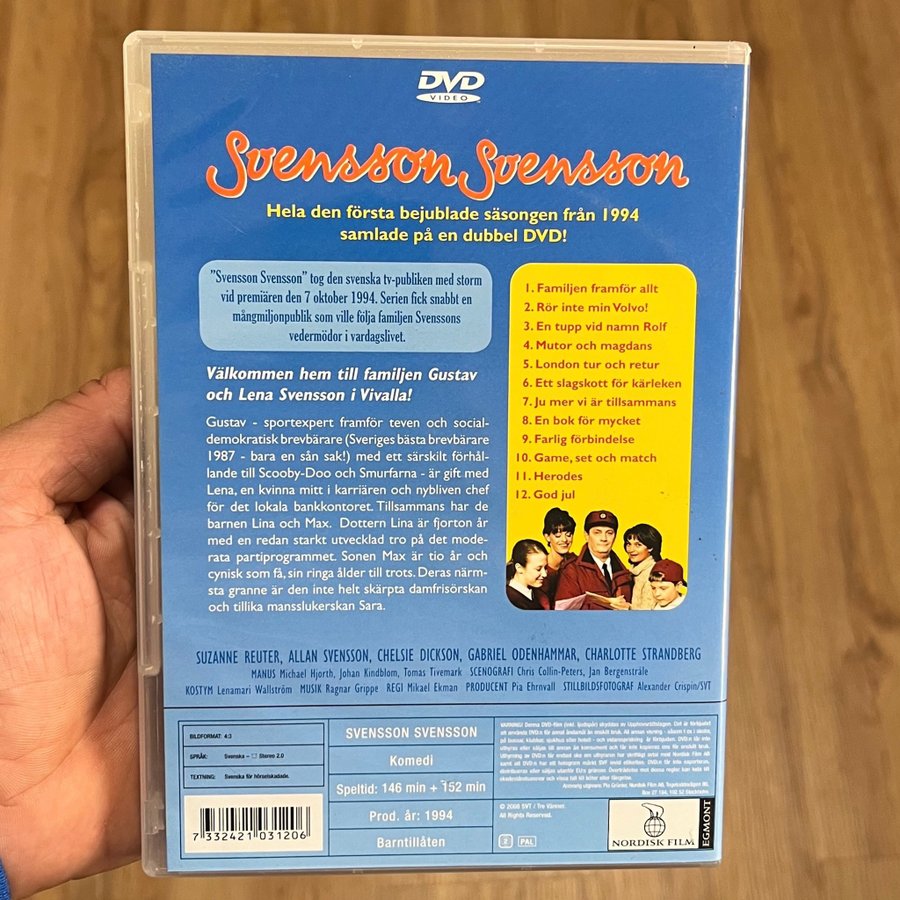 DVD
VIDEO
Svensson Svensson
Hela den första bejublade säsongen från 1994
samlade på en dubbel DVD!
"Svensson Svensson" tog den svenska tv-publiken med storm
vid premiären den 7 oktober 1994. Serien fick snabbt en
mångmiljonpublik som ville följa familjen Svenssons
vedermödor i vardagslivet.
Välkommen hem till familjen Gustav
och Lena Svensson i Vivalla!
Gustav - sportexpert framför teven och social-
demokratisk brevbärare (Sveriges bästa brevbärare
1987 - bara en sån sak!) med ett särskilt förhål-
lande till Scooby-Doo och Smurfarna - är gift med
Lena, en kvinna mitt i karriären och nybliven chef
för det lokala bankkontoret. Tillsammans har de
barnen Lina och Max. Dottern Lina är fjorton år
med en redan starkt utvecklad tro på det mode-
rata partiprogrammet. Sonen Max är tio år och
cynisk som få, sin ringa ålder till trots. Deras närm-
sta granne är den inte helt skärpta damfrisörskan
och tillika mansslukerskan Sara.
1. Familjen framför allt
2. Rör inte min Volvo!
3. En tupp vid namn Rolf
4. Mutor och magdans
5. London tur och retur
6. Ett slagskott för kärleken
7. Ju mer vi är tillsammans
8. En bok för mycket
9. Farlig förbindelse
10. Game, set och match
11. Herodes
12. God jul
SUZANNE REUTER, ALLAN SVENSSON, CHELSIE DICKSON, GABRIEL ODENHAMMAR, CHARLOTTE STRANDBERG
MANUS Michael Hjorth, Johan Kindblom, Tomas Tivemark SCENOGRAFI Chris Collin-Peters, Jan Bergenstråle
KOSTYM Lenamari Wallström MUSIK Ragnar Grippe REGI Mikael Ekman PRODUCENT Pia Ehrnvall STILLBILDSFOTOGRAF Alexander Crispin/SVT
BILDFORMAT: 4:3
SPRÅK: Svenska – Stereo 2.0
TEXTNING: Svenska för hörselskadade.
7 332421 031206
SVENSSON SVENSSON
Komedi
Speltid: 146 min + 152 min
Prod. år: 1994
Barntillåten
© 2008 SVT / Tre Vänner.
All Rights Reserved.
2 PAL
NORDISK FILM
EGMONT